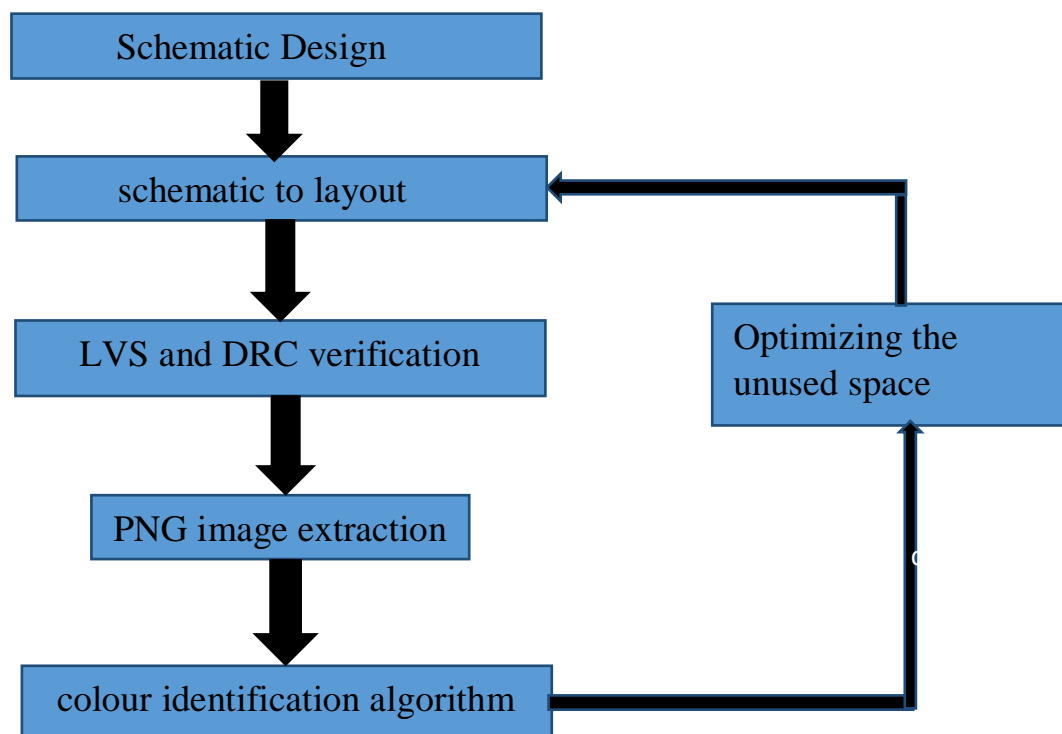 Schematic Design
schematic to layout
LVS and DRC verification
Optimizing the
unused space
PNG image extraction
colour identification algorithm